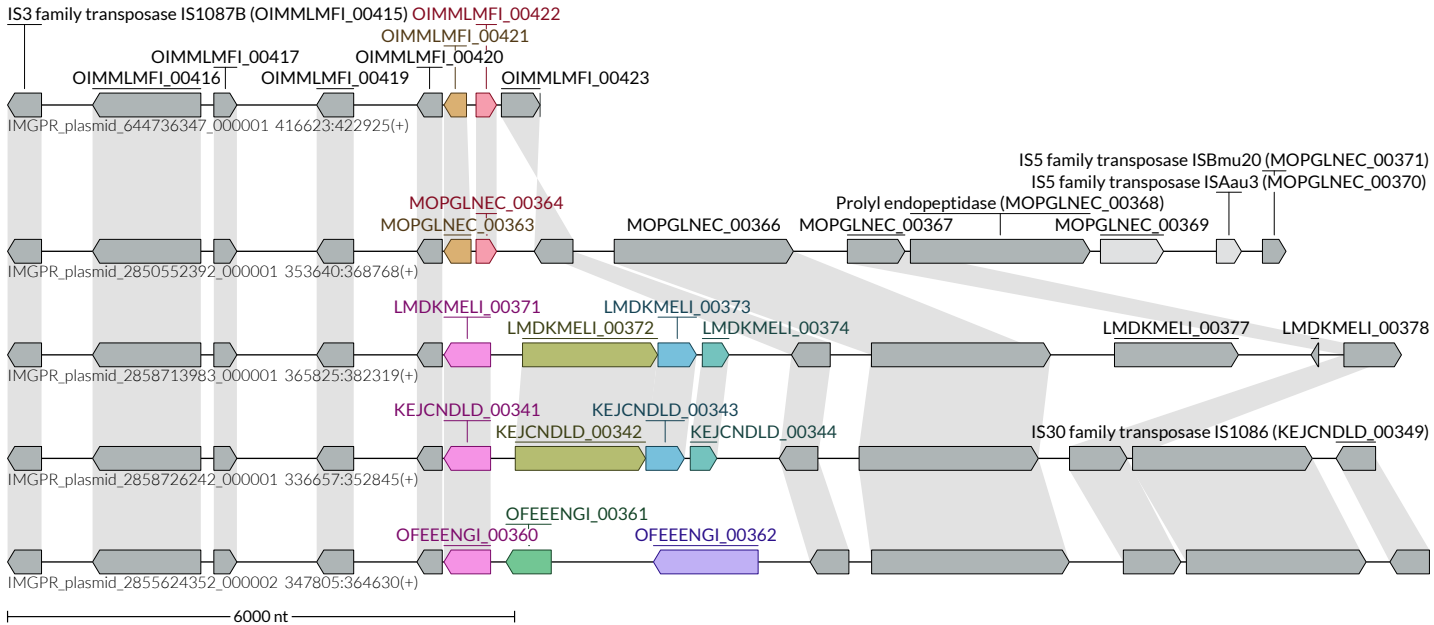 IS3 family transposase IS1087B (OIMMLMFI_00415) OIMMLMFI_00422
OIMMLMFI_00421
OIMMLMFI_00417 OIMMLMFI_00420
OIMMLMFI_00416 OIMMLMFI_00419 OIMMLMFI_00423
IMGPR_plasmid_644736347_000001 416623:422925(+)
IS5 family transposase ISBmu20 (MOPGLNEC_00371)
IS5 family transposase ISAau3 (MOPGLNEC_00370)
MOPGLNEC_00364 Prolyl endopeptidase (MOPGLNEC_00368)
MOPGLNEC_00363 MOPGLNEC_00366 MOPGLNEC_00367 MOPGLNEC_00369
IMGPR_plasmid_2850552392_000001 353640:368768(+)
LMDKMELI_00371 LMDKMELI_00373
LMDKMELI_00372 LMDKMELI_00374 LMDKMELI_00377 LMDKMELI_00378
IMGPR_plasmid_2858713983_000001 365825:382319(+)
KEJCNDLD_00341 KEJCNDLD_00343
KEJCNDLD_00342 KEJCNDLD_00344 IS30 family transposase IS1086 (KEJCNDLD_00349)
IMGPR_plasmid_2858726242_000001 336657:352845(+)
OFEEENGI_00361
OFEEENGI_00360 OFEEENGI_00362
IMGPR_plasmid_2855624352_000002 347805:364630(+)
6000 nt